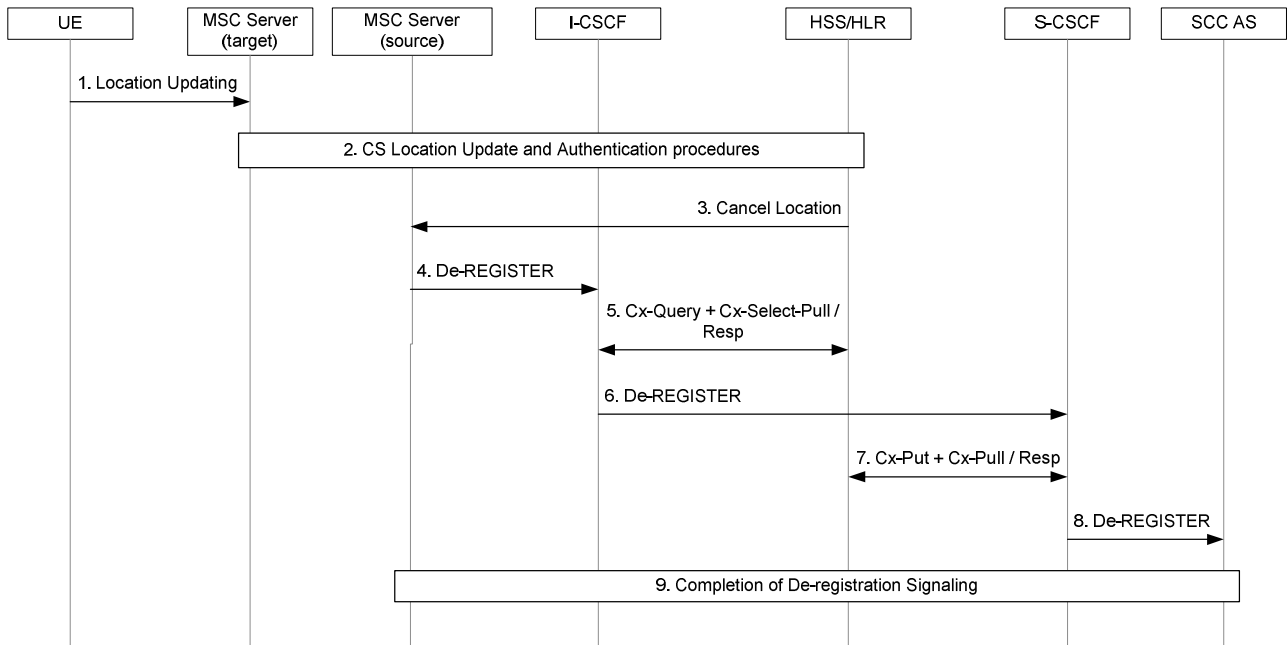 UE
MSC Server
(target)
MSC Server
(source)
I-CSCF
HSS/HLR
S-CSCF
SCC AS
1. Location Updating
2. CS Location Update and Authentication procedures
3. Cancel Location
4. De-REGISTER
5. Cx-Query + Cx-Select-Pull /
Resp
6. De-REGISTER
7. Cx-Put + Cx-Pull / Resp
8. De-REGISTER
9. Completion of De-registration Signaling